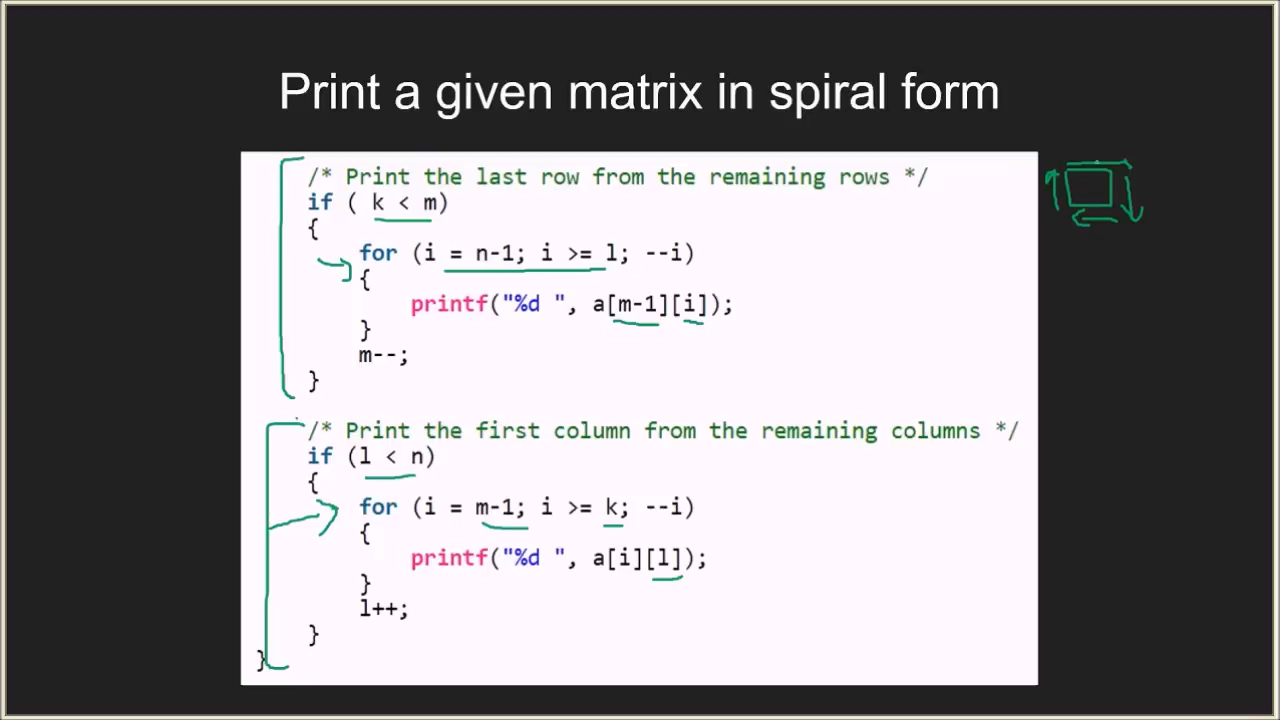 Print a given matrix in spiral form
/* Print the last row from the remaining rows */
if ( k < m)
{
for (i = n-1; i >= l; --i)
{
printf("%d ", a[m-1][i]);
}
m--;
}
/* Print the first column from the remaining columns */
if (l < n)
{
for (i = m-1; i >= k; --i)
{
printf("%d ", a[i][l]);
}
l++;
}
}